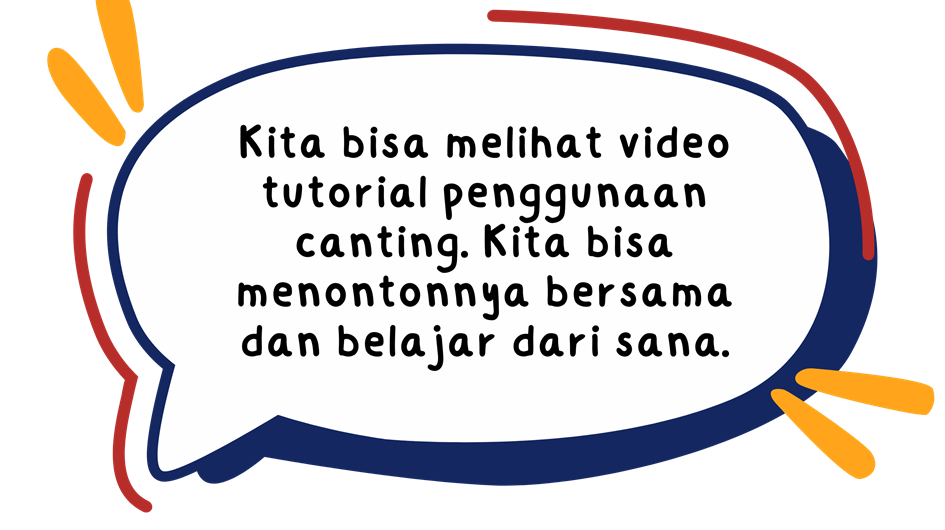 Kita bisa melihat video
tutorial penggunaan
canting. Kita bisa
menontonnya bersama
dan belajar dari sana.